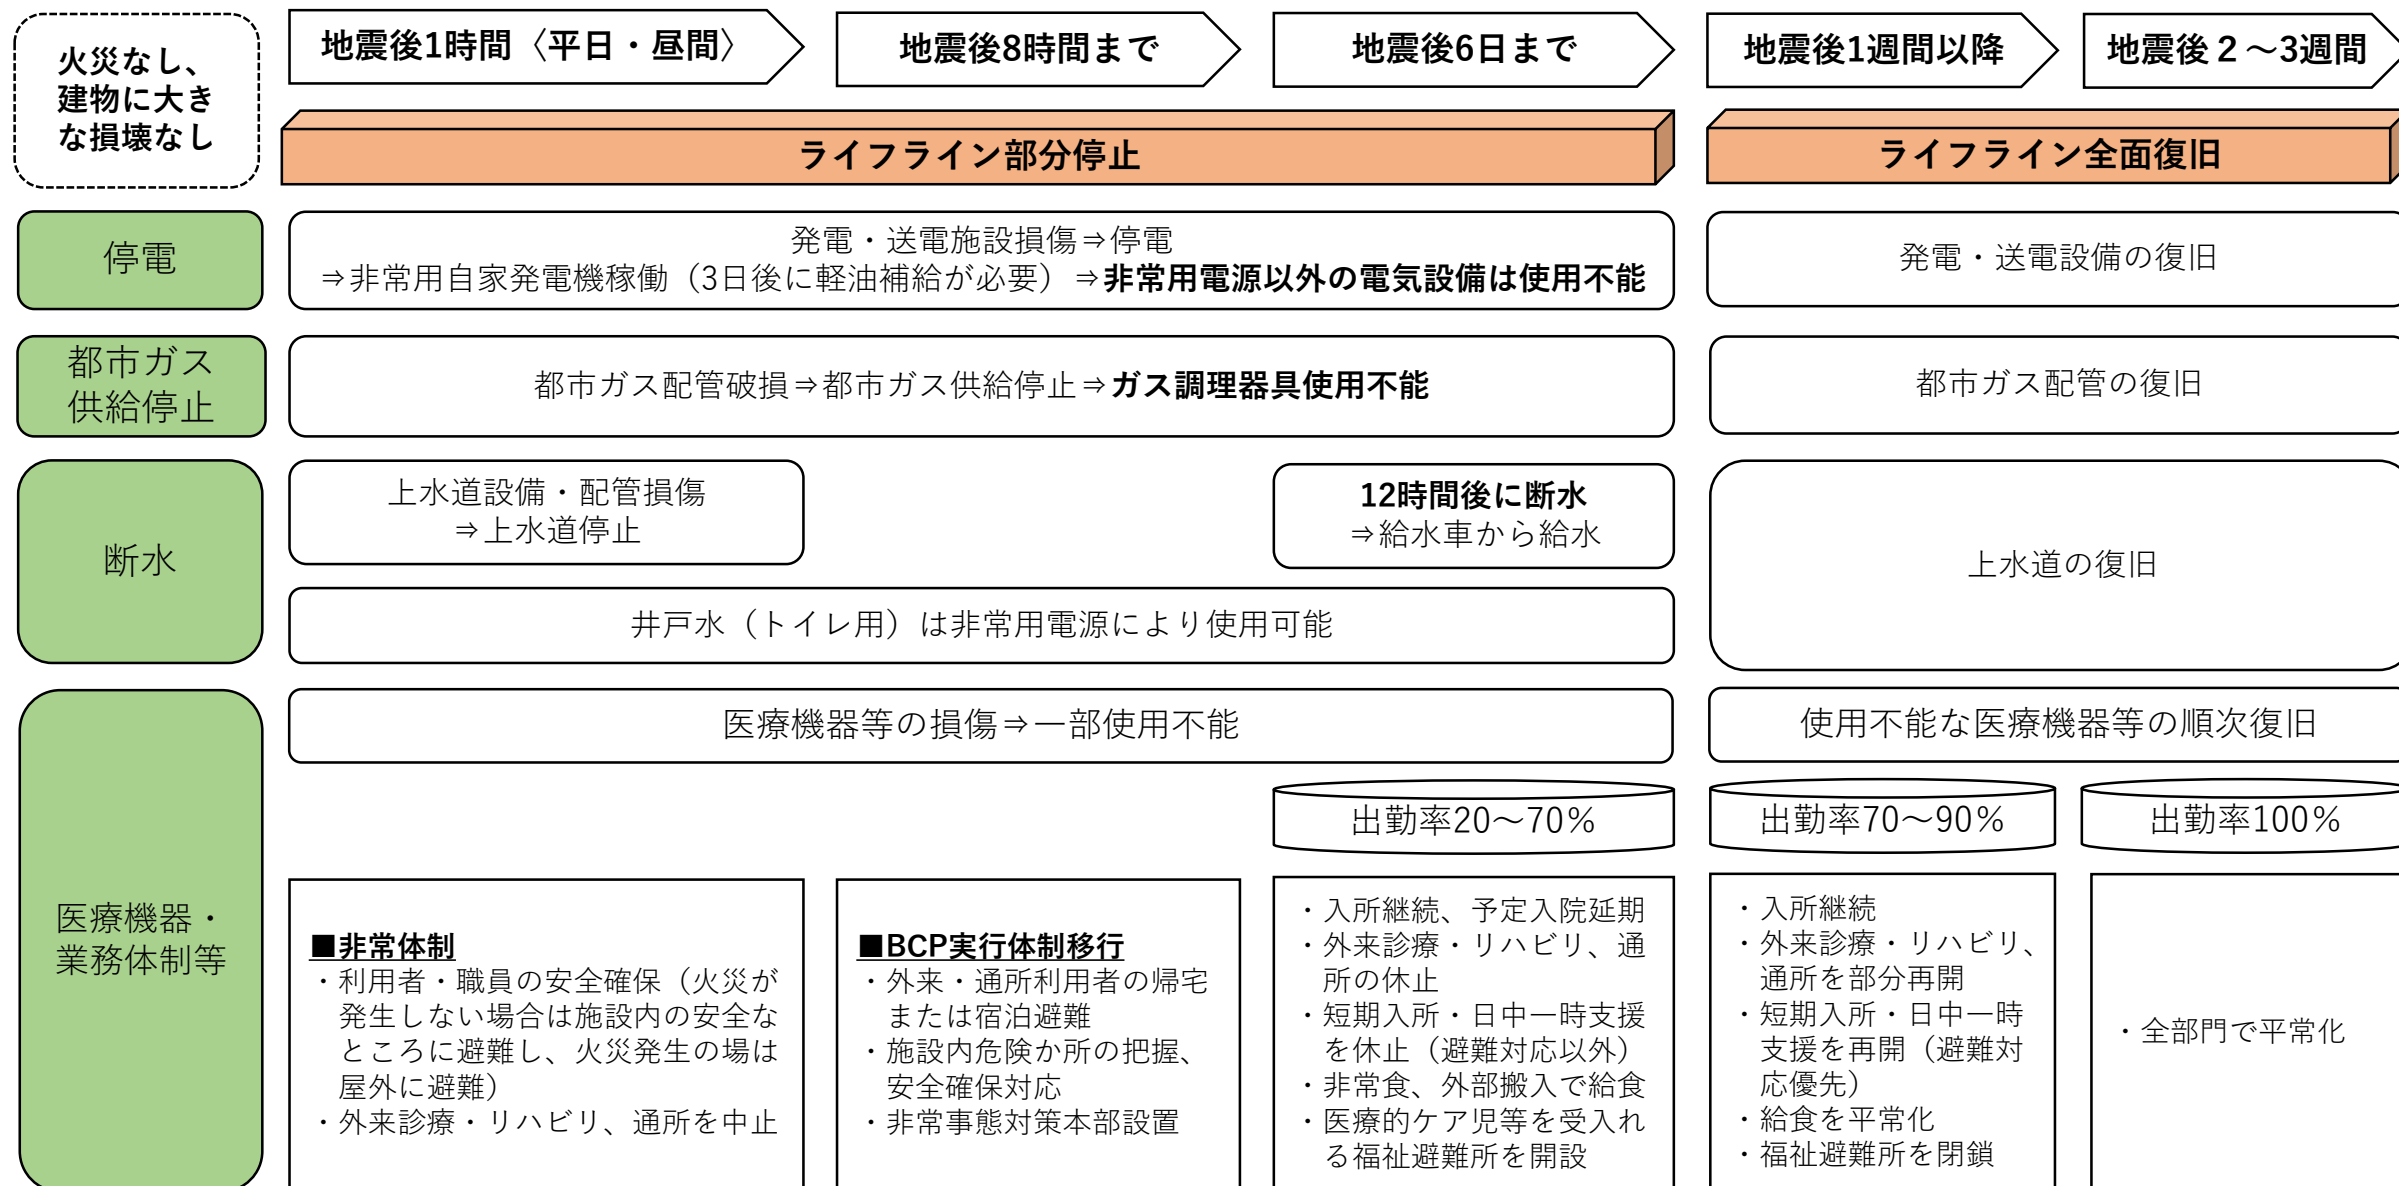 火災なし、
建物に大き
な損壊なし
地震後1時間〈平日・昼間〉
地震後8時間まで
地震後6日まで
地震後1週間以降
地震後２～3週間
ライフライン部分停止
ライフライン全面復旧
停電
発電・送電施設損傷⇒停電
⇒非常用自家発電機稼働（3日後に軽油補給が必要）⇒非常用電源以外の電気設備は使用不能
発電・送電設備の復旧
都市ガス
供給停止
都市ガス配管破損⇒都市ガス供給停止⇒ガス調理器具使用不能
都市ガス配管の復旧
断水
上水道設備・配管損傷
⇒上水道停止
12時間後に断水
⇒給水車から給水
井戸水（トイレ用）は非常用電源により使用可能
上水道の復旧
医療機器・
業務体制等
医療機器等の損傷⇒一部使用不能
使用不能な医療機器等の順次復旧
出勤率20～70％
出勤率70～90％
出勤率100％
■非常体制
・利用者・職員の安全確保（火災が
発生しない場合は施設内の安全な
ところに避難し、火災発生の場は
屋外に避難）
・外来診療・リハビリ、通所を中止
■BCP実行体制移行
・外来・通所利用者の帰宅
または宿泊避難
・施設内危険か所の把握、
安全確保対応
・非常事態対策本部設置
・入所継続、予定入院延期
・外来診療・リハビリ、通
所の休止
・短期入所・日中一時支援
を休止（避難対応以外）
・非常食、外部搬入で給食
・医療的ケア児等を受入れ
る福祉避難所を開設
・入所継続
・外来診療・リハビリ、
通所を部分再開
・短期入所・日中一時
支援を再開（避難対
応優先）
・給食を平常化
・福祉避難所を閉鎖
・全部門で平常化